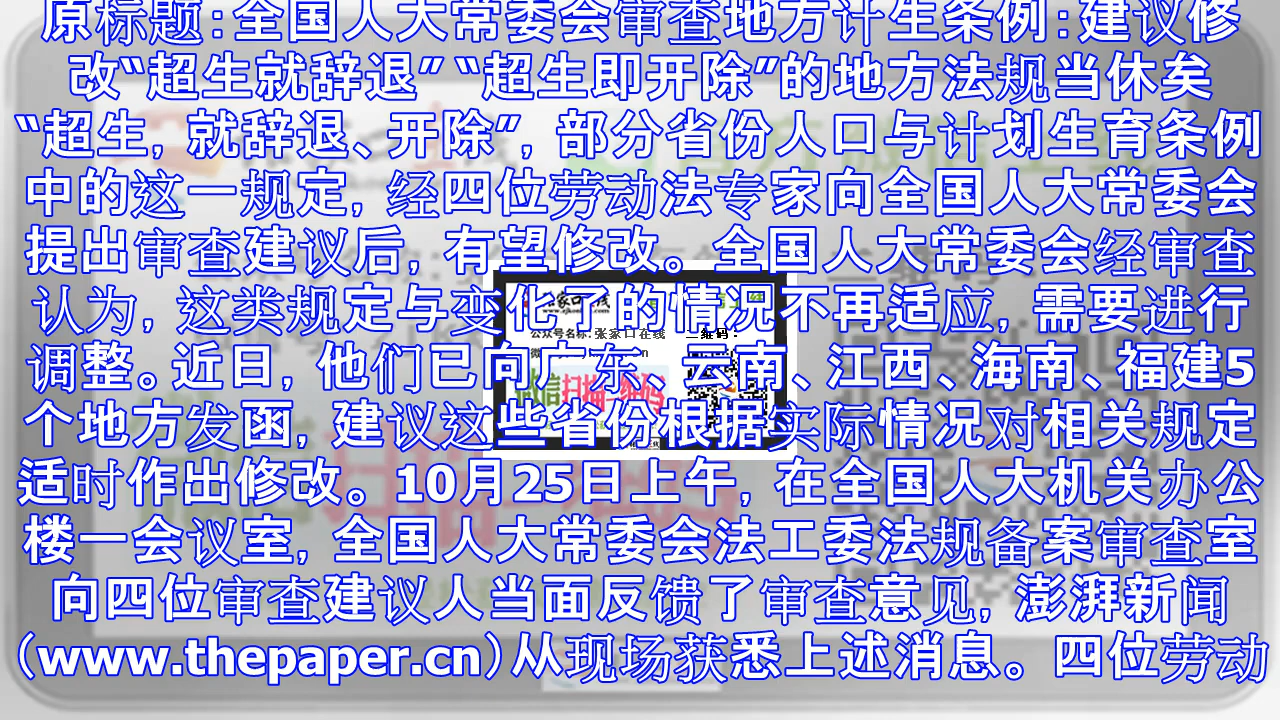 原标题:全国人大常委会审查地方计生条例:建议修
改“超生就辞退” “超生即开除”的地方法规当休矣
“超生, 就辞退、开除”, 部分省份人口与计划生育条例
中的这一规定, 经四位劳动法专家向全国人大常委会
提出审查建议后, 有望修改。全国人大常委会经审查
认为, 这类规定与变化了的情况不再适应, 需要进行
调整。近日, 他们已向广东、云南、江西、海南、福建5
个地方发函, 建议这些省份根据实际情况对相关规定
适时作出修改。10月25日上午, 在全国人大机关办公
楼一会议室, 全国人大常委会法工委法规备案审查室
向四位审查建议人当面反馈了审查意见, 澎湃新闻
(www.thepaper.cn)从现场获悉上述消息。四位劳动
公众号名称: 张家口在线
二维码: